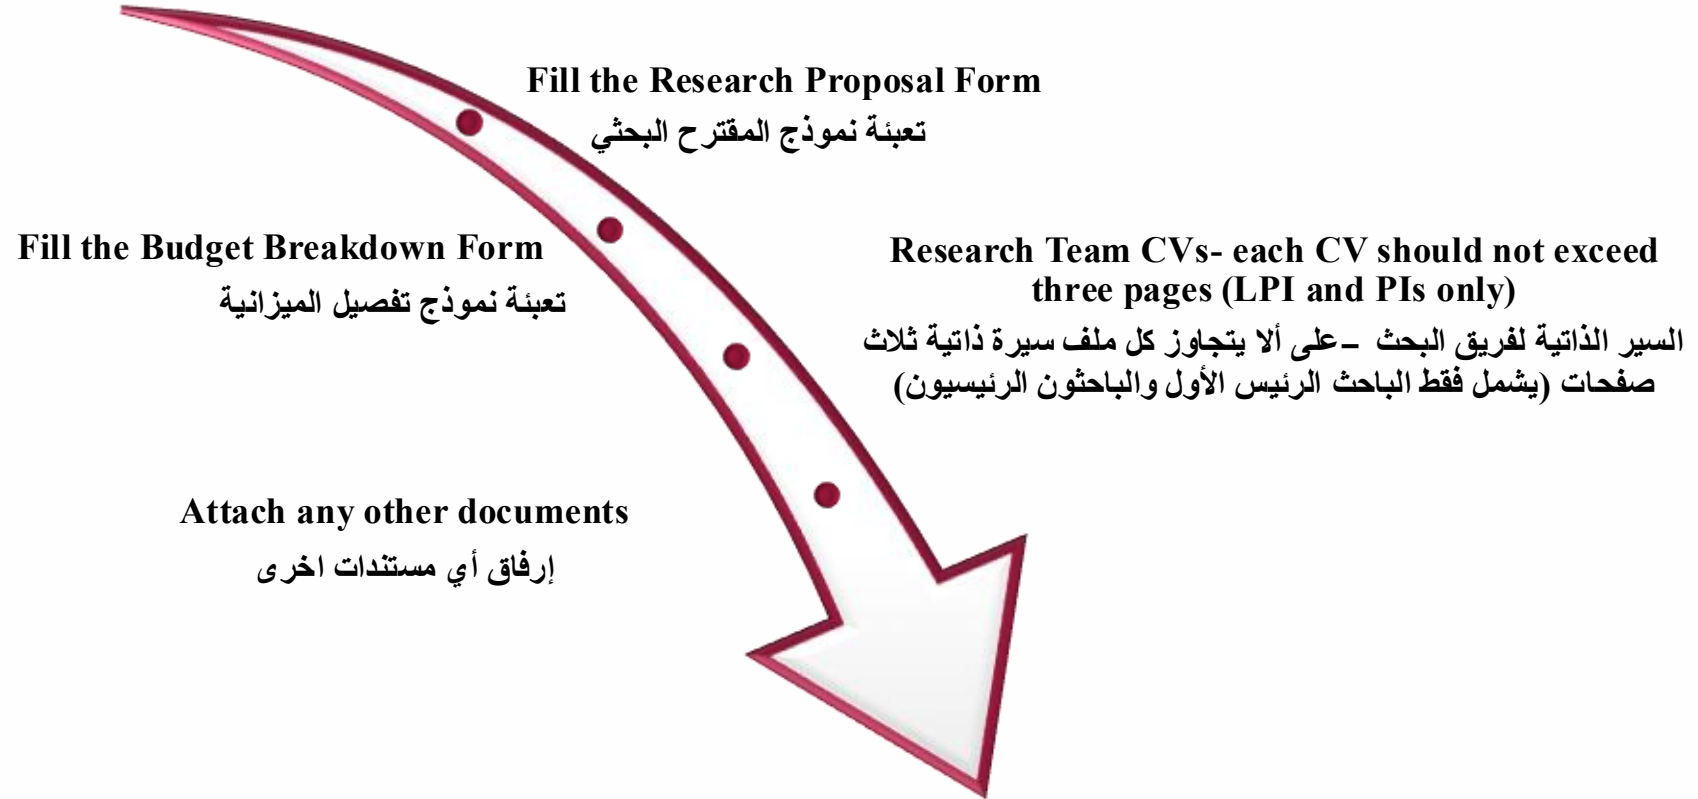 Fill the Research Proposal Form
تعبئة نموذج المقترح البحثي
Fill the Budget Breakdown Form
تعبئة نموذج تفصيل الميزانية
Research Team CVs- each CV should not exceed
three pages (LPI and PIs only)
السير الذاتية لفريق البحث – على ألا يتجاوز كل ملف سيرة ذاتية ثلاث
صفحات (يشمل فقط الباحث الرئيس الأول والباحثون الرئيسيون)
Attach any other documents
إرفاق أي مستندات اخرى